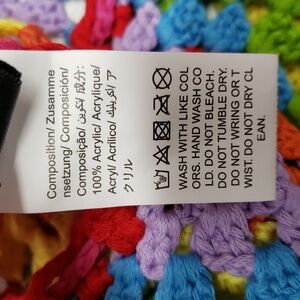 Composition/ Zusamme
nsetzung/ Composición/
Composição/ تكوين/ 成分:
100% Acrylic/ Acrylique/
Acryl/ Acrílico/ أكريليك/ ア
クリル
WASH WITH LIKE COL
ORS. HAND WASH CO
LD. DO NOT BLEACH.
DO NOT TUMBLE DRY.
DO NOT WRING OR T
WIST. DO NOT DRY CL
EAN.